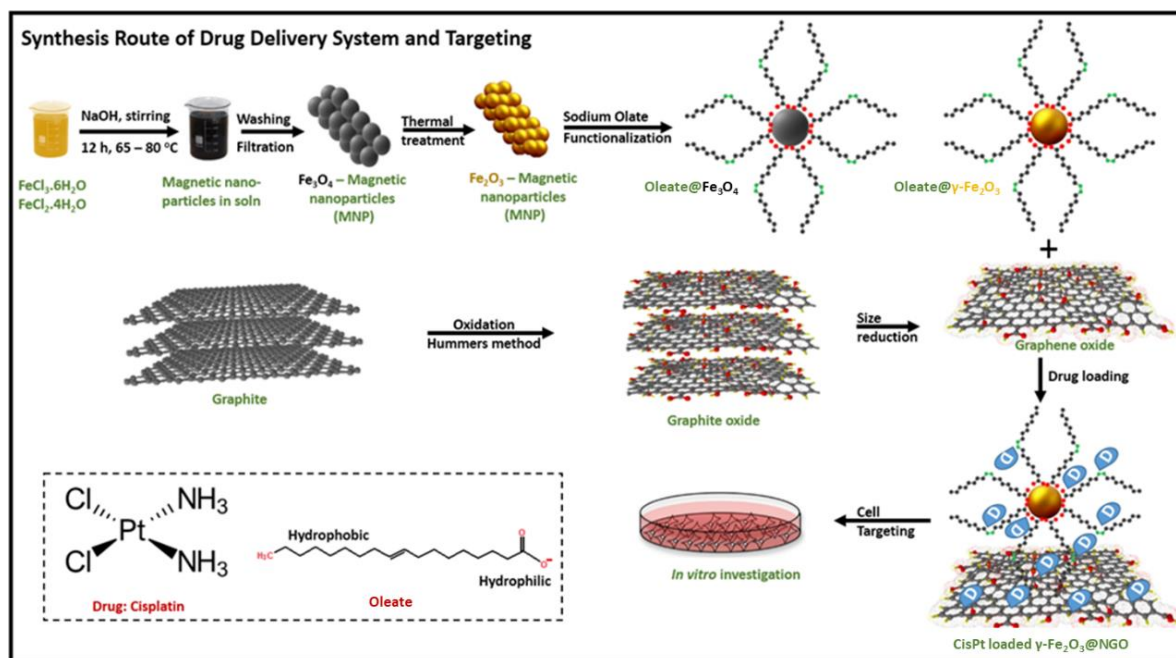 Synthesis Route of Drug Delivery System and Targeting
NaOH, stirring
12 h, 65 – 80 °C
Washing
Filtration
Thermal
treatment
Sodium Olate
Functionalization
FeCl₃.6H₂O
FeCl₂.4H₂O
Magnetic nano-
particles in soln
Fe₃O₄ – Magnetic
nanoparticles
(MNP)
Fe₂O₃ – Magnetic
nanoparticles
(MNP)
Oleate@Fe₃O₄
Oleate@γ-Fe₂O₃
+
Graphite
Oxidation
Hummers method
Graphite oxide
Size
reduction
Graphene oxide
Drug loading
Cl
Cl
Pt
NH₃
NH₃
Drug: Cisplatin
Hydrophobic
H₃C
O
O⁻
Hydrophilic
Oleate
In vitro investigation
Cell
Targeting
D
D
D
D
D
D
D
D
D
D
CisPt loaded γ-Fe₂O₃@NGO